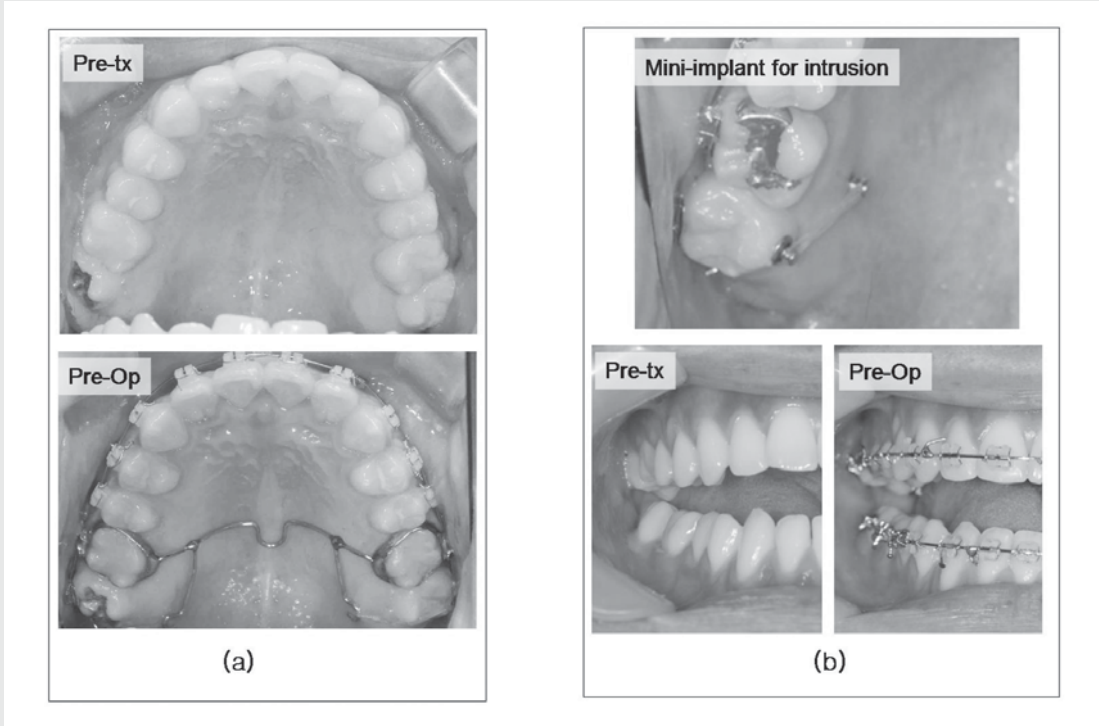 Pre-tx
Pre-Op
(a)
Mini-implant for intrusion
Pre-tx
Pre-Op
(b)